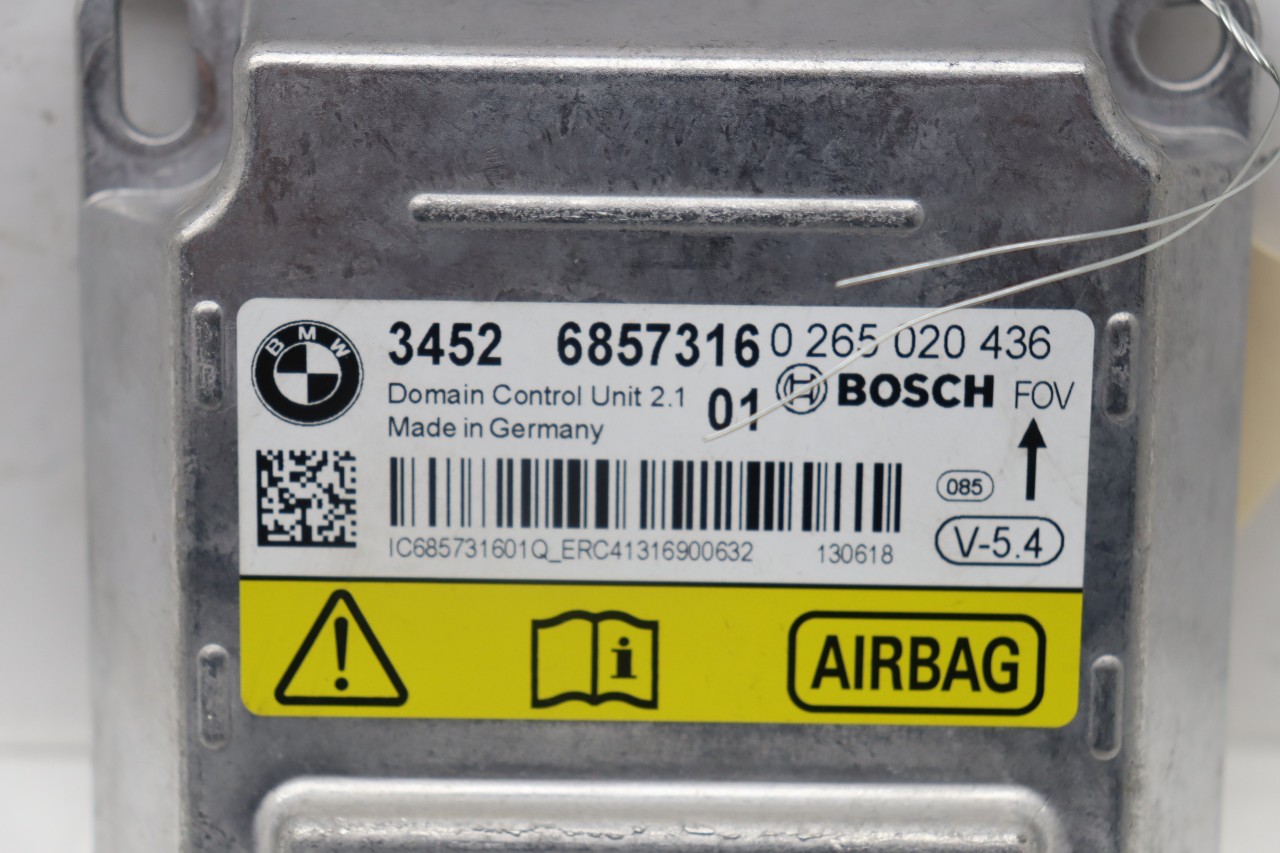 BMW
3452 6857316 0 265 020 436
Domain Control Unit 2.1 01 BOSCH FOV
Made in Germany
085
IC685731601Q_ERC41316900632 130618 V-5.4
AIRBAG